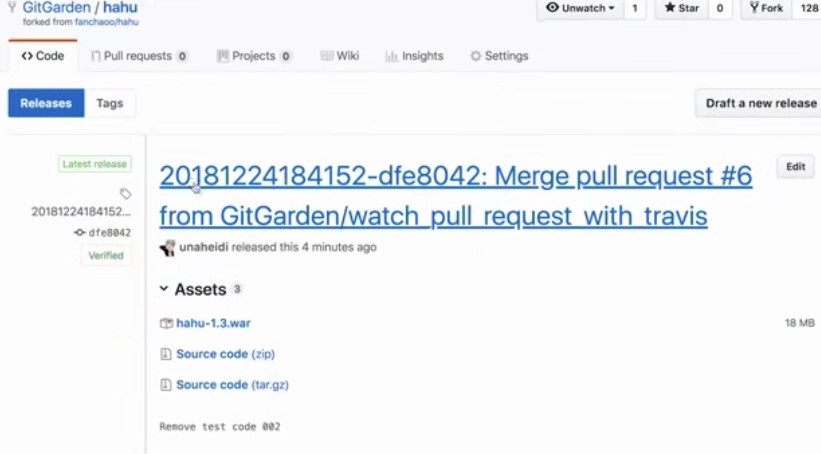 GitGarden / hahu
forked from fanchaoo/hahu
Unwatch 1 Star 0 Fork 128
Code Pull requests 0 Projects 0 Wiki Insights Settings
Releases Tags
Draft a new release
Latest release
20181224184152...
dfe8042
Verified
20181224184152-dfe8042: Merge pull request #6
from GitGarden/watch_pull_request_with_travis
Edit
unaheidi released this 4 minutes ago
Assets 3
hahu-1.3.war 18 MB
Source code (zip)
Source code (tar.gz)
Remove test code 002